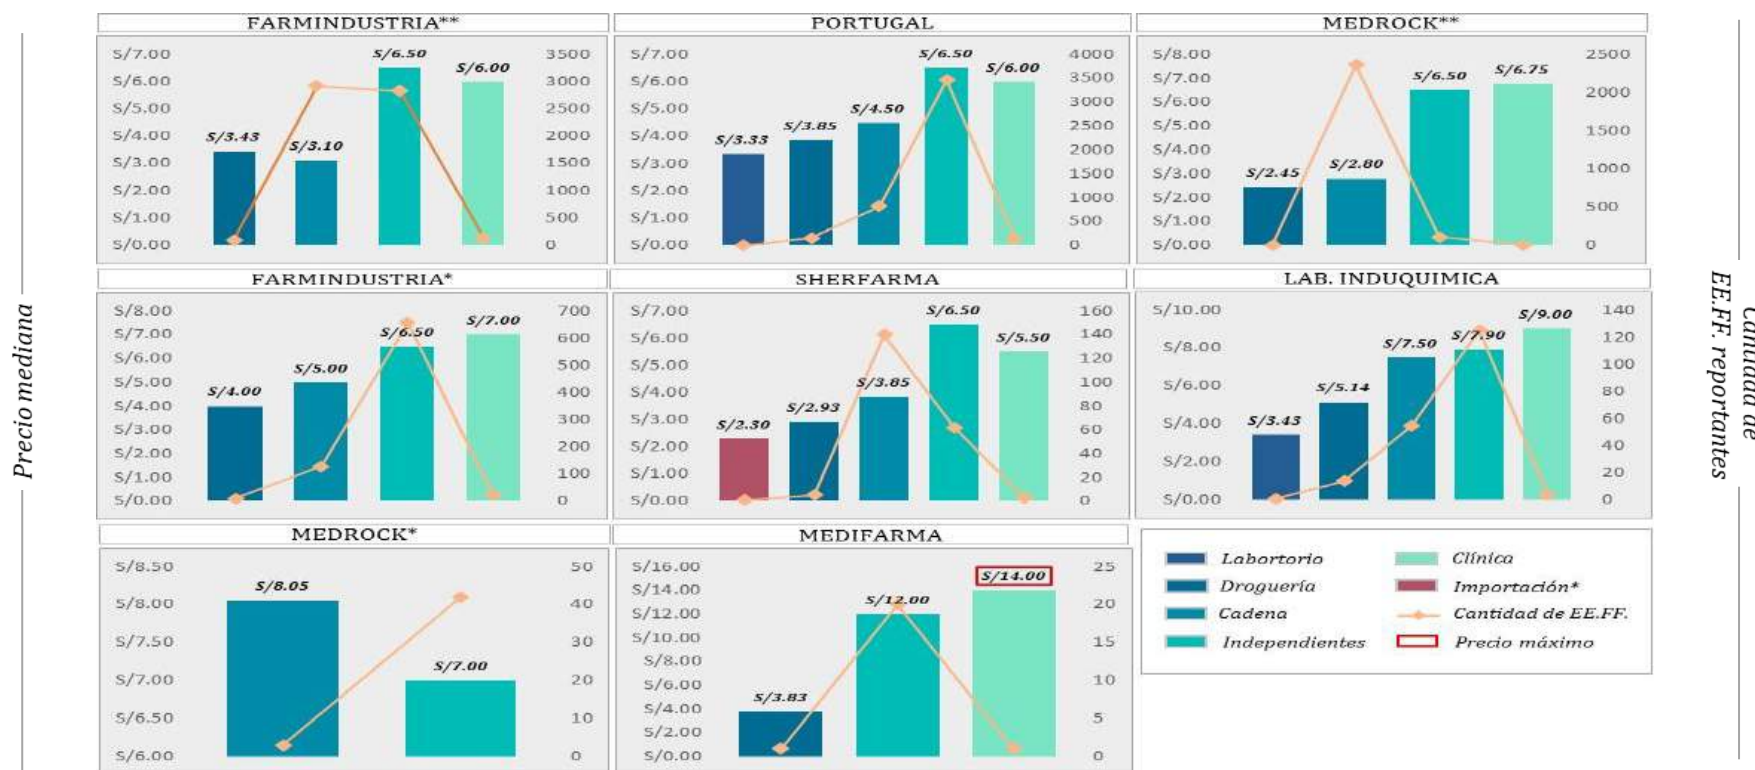 Precio mediana
FARMINDUSTRIA**
S/7.00
S/6.00
S/5.00
S/4.00
S/3.00
S/2.00
S/1.00
S/0.00
S/3.43
S/3.10
S/6.50
S/6.00
3500
3000
2500
2000
1500
1000
500
0
PORTUGAL
S/7.00
S/6.00
S/5.00
S/4.00
S/3.00
S/2.00
S/1.00
S/0.00
S/3.33
S/3.85
S/4.50
S/6.50
S/6.00
4000
3500
3000
2500
2000
1500
1000
500
0
MEDROCK**
S/8.00
S/7.00
S/6.00
S/5.00
S/4.00
S/3.00
S/2.00
S/1.00
S/0.00
S/2.45
S/2.80
S/6.50
S/6.75
2500
2000
1500
1000
500
0
FARMINDUSTRIA*
S/8.00
S/7.00
S/6.00
S/5.00
S/4.00
S/3.00
S/2.00
S/1.00
S/0.00
S/4.00
S/5.00
S/6.50
S/7.00
700
600
500
400
300
200
100
0
SHERFARMA
S/7.00
S/6.00
S/5.00
S/4.00
S/3.00
S/2.00
S/1.00
S/0.00
S/2.30
S/2.93
S/3.85
S/6.50
S/5.50
160
140
120
100
80
60
40
20
0
LAB. INDUQUIMICA
S/10.00
S/8.00
S/6.00
S/4.00
S/2.00
S/0.00
S/3.43
S/5.14
S/7.50
S/7.90
S/9.00
140
120
100
80
60
40
20
0
MEDROCK*
S/8.50
S/8.00
S/7.50
S/7.00
S/6.50
S/6.00
S/8.05
S/7.00
50
40
30
20
10
0
MEDIFARMA
S/16.00
S/14.00
S/12.00
S/10.00
S/8.00
S/6.00
S/4.00
S/2.00
S/0.00
S/3.83
S/12.00
S/14.00
25
20
15
10
5
0
Labortorio
Droguería
Cadena
Independientes
Clínica
Importación*
Cantidad de EE.FF.
Precio máximo
Cantidad de
EE.FF. reportantes